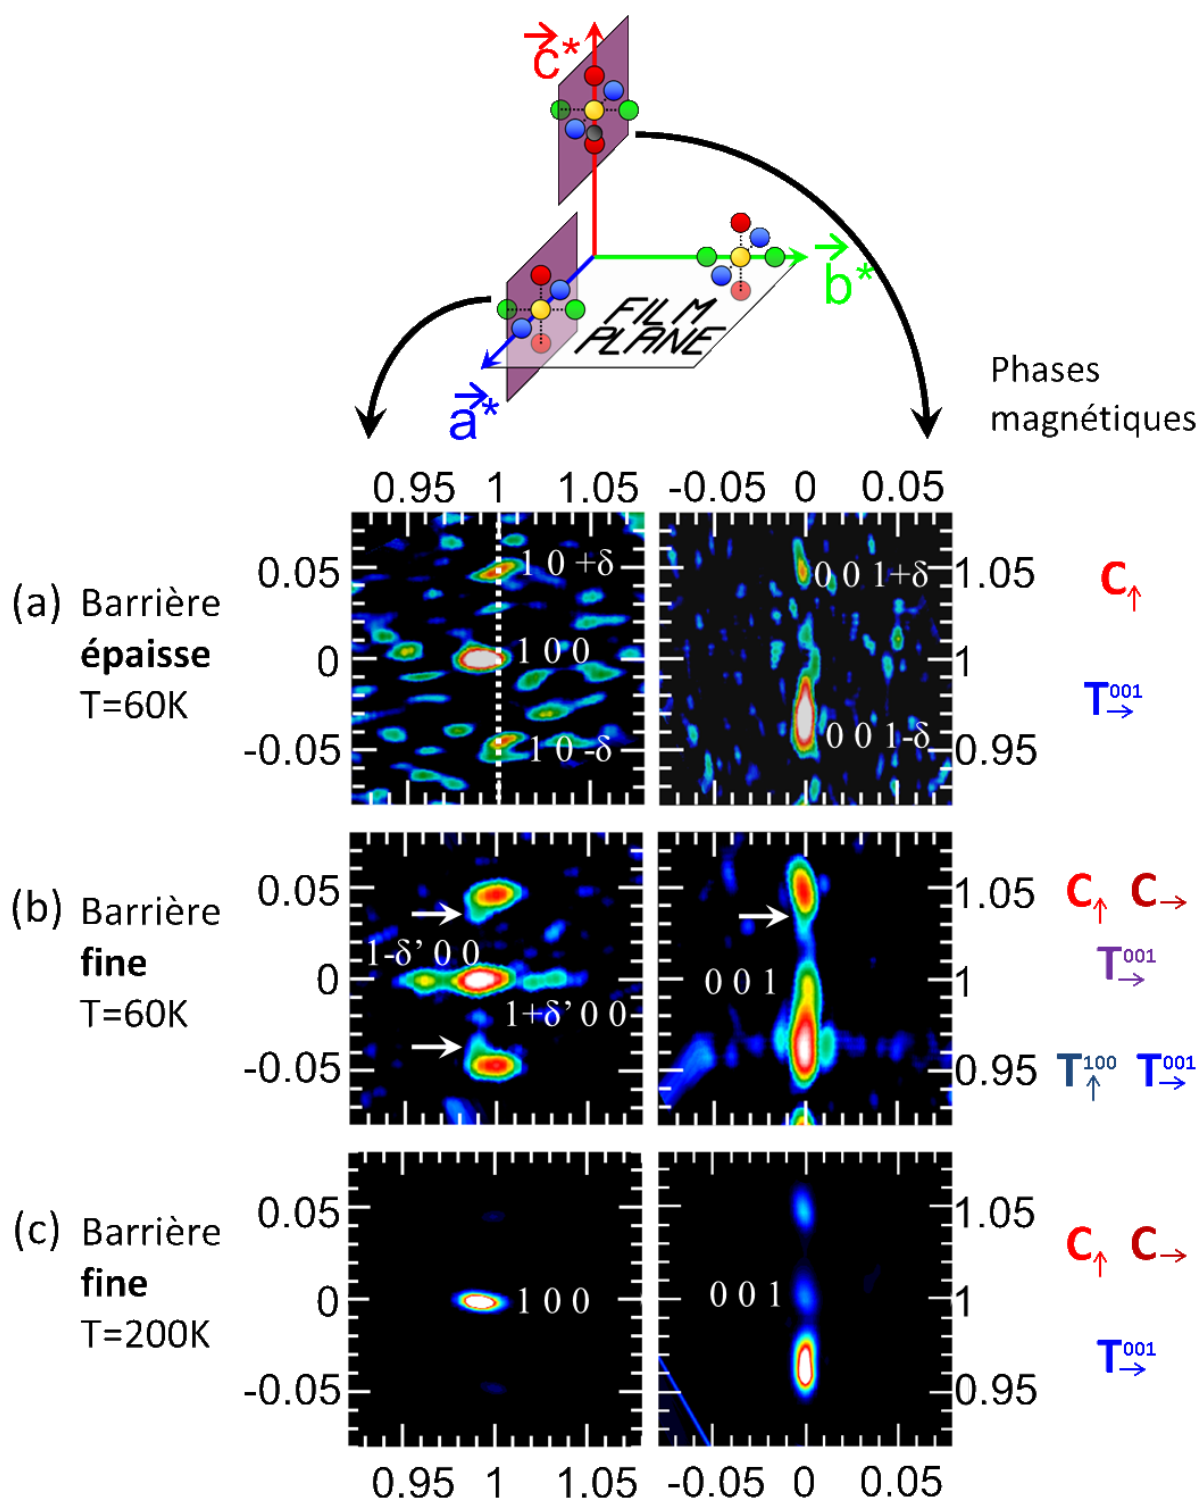 c*
b*
a*
FILM
PLANE
Phases
magnétiques
0.95 1 1.05
-0.05 0 0.05
(a) Barrière
épaisse
T=60K
0.05
0
-0.05
1 0 +δ
1 0 0
1 0 -δ
0 0 1+δ
0 0 1-δ
1.05
1
0.95
C↑
T→001
(b) Barrière
fine
T=60K
0.05
0
-0.05
1-δ' 0 0
1+δ' 0 0
0 0 1
1.05
1
0.95
C↑ C→
T→001
T↑100 T→001
(c) Barrière
fine
T=200K
0.05
0
-0.05
1 0 0
0 0 1
1.05
1
0.95
C↑ C→
T→001
0.95 1 1.05
-0.05 0 0.05